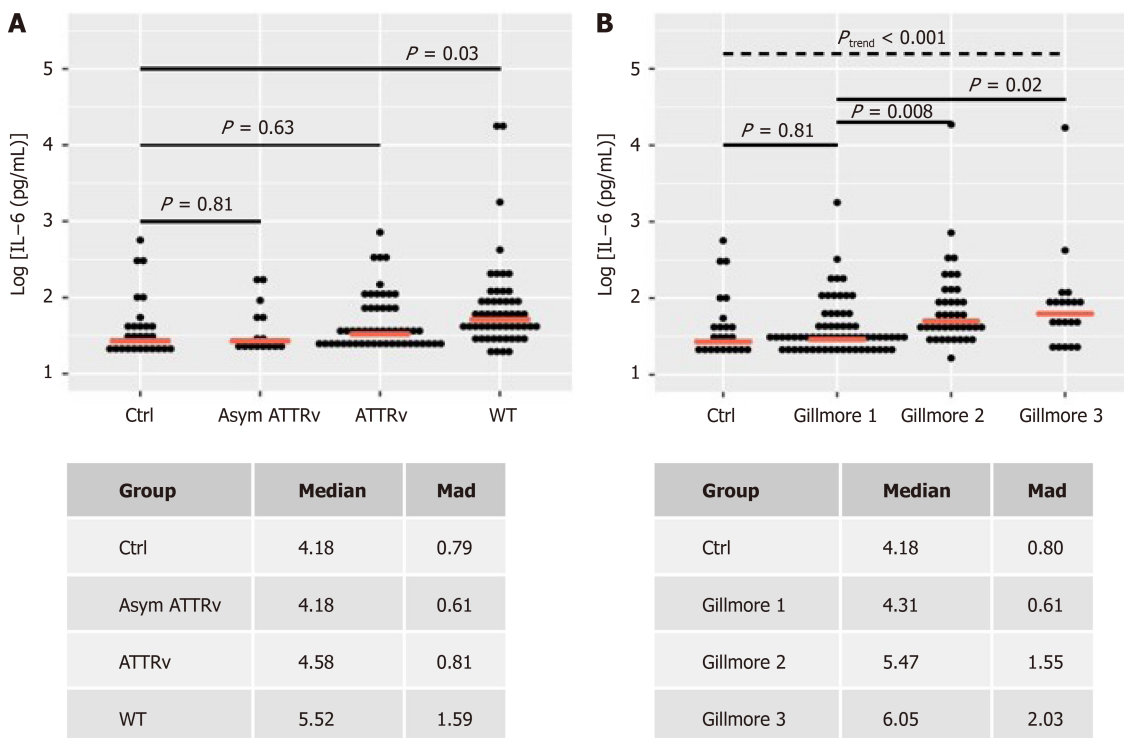 A
P = 0.03
P = 0.63
P = 0.81
5
4
3
2
1
Log [IL−6 (pg/mL)]
Ctrl Asym ATTRv ATTRv WT
Group Median Mad
Ctrl 4.18 0.79
Asym ATTRv 4.18 0.61
ATTRv 4.58 0.81
WT 5.52 1.59
B
Ptrend < 0.001
P = 0.02
P = 0.008
P = 0.81
5
4
3
2
1
Log [IL−6 (pg/mL)]
Ctrl Gillmore 1 Gillmore 2 Gillmore 3
Group Median Mad
Ctrl 4.18 0.80
Gillmore 1 4.31 0.61
Gillmore 2 5.47 1.55
Gillmore 3 6.05 2.03